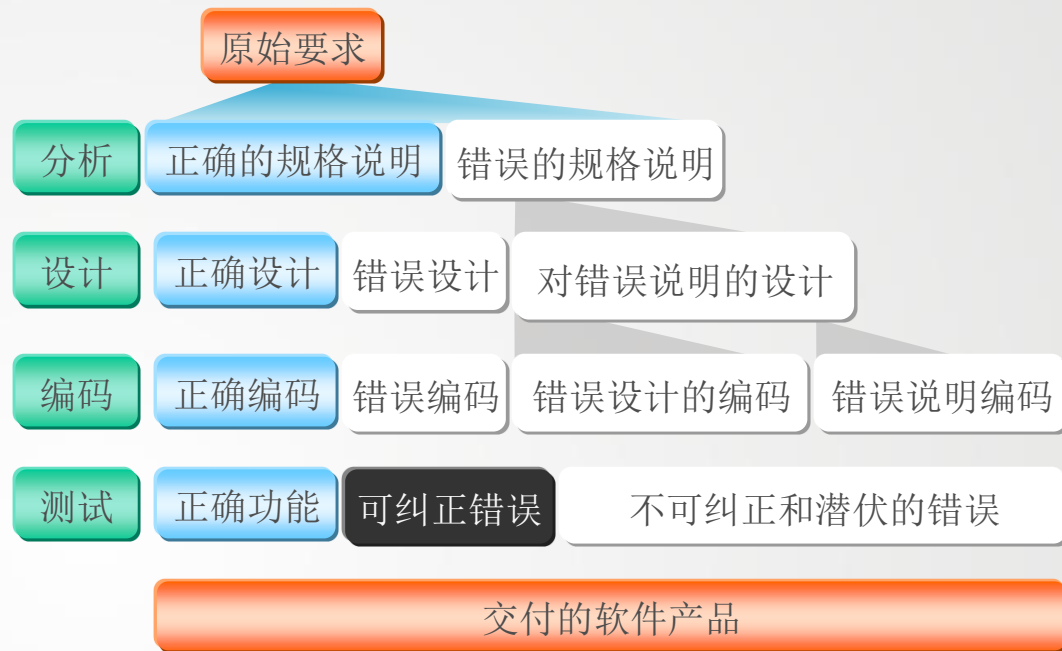 原始要求
分析 正确的规格说明 错误的规格说明
设计 正确设计 错误设计 对错误说明的设计
编码 正确编码 错误编码 错误设计的编码 错误说明编码
测试 正确功能 可纠正错误 不可纠正和潜伏的错误
交付的软件产品